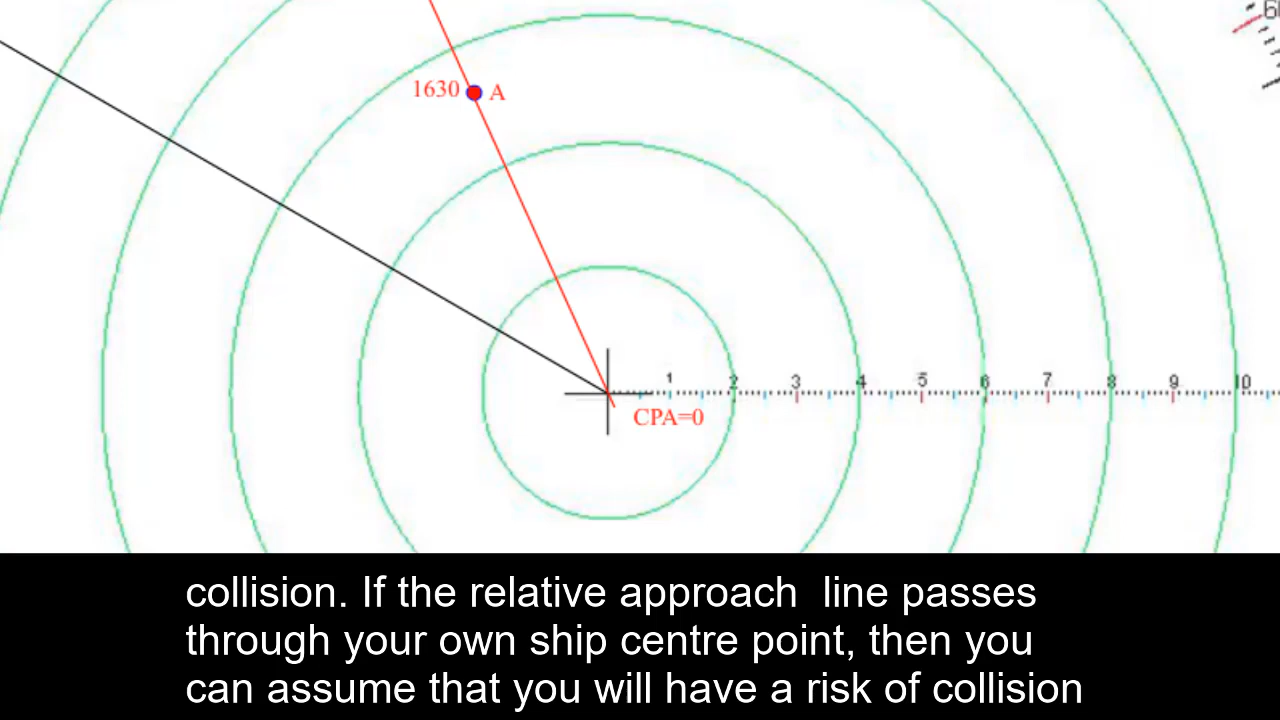 60
1630 A
1 2 3 4 5 6 7 8 9 10
CPA=0
collision. If the relative approach  line passes
through your own ship centre point, then you
can assume that you will have a risk of collision